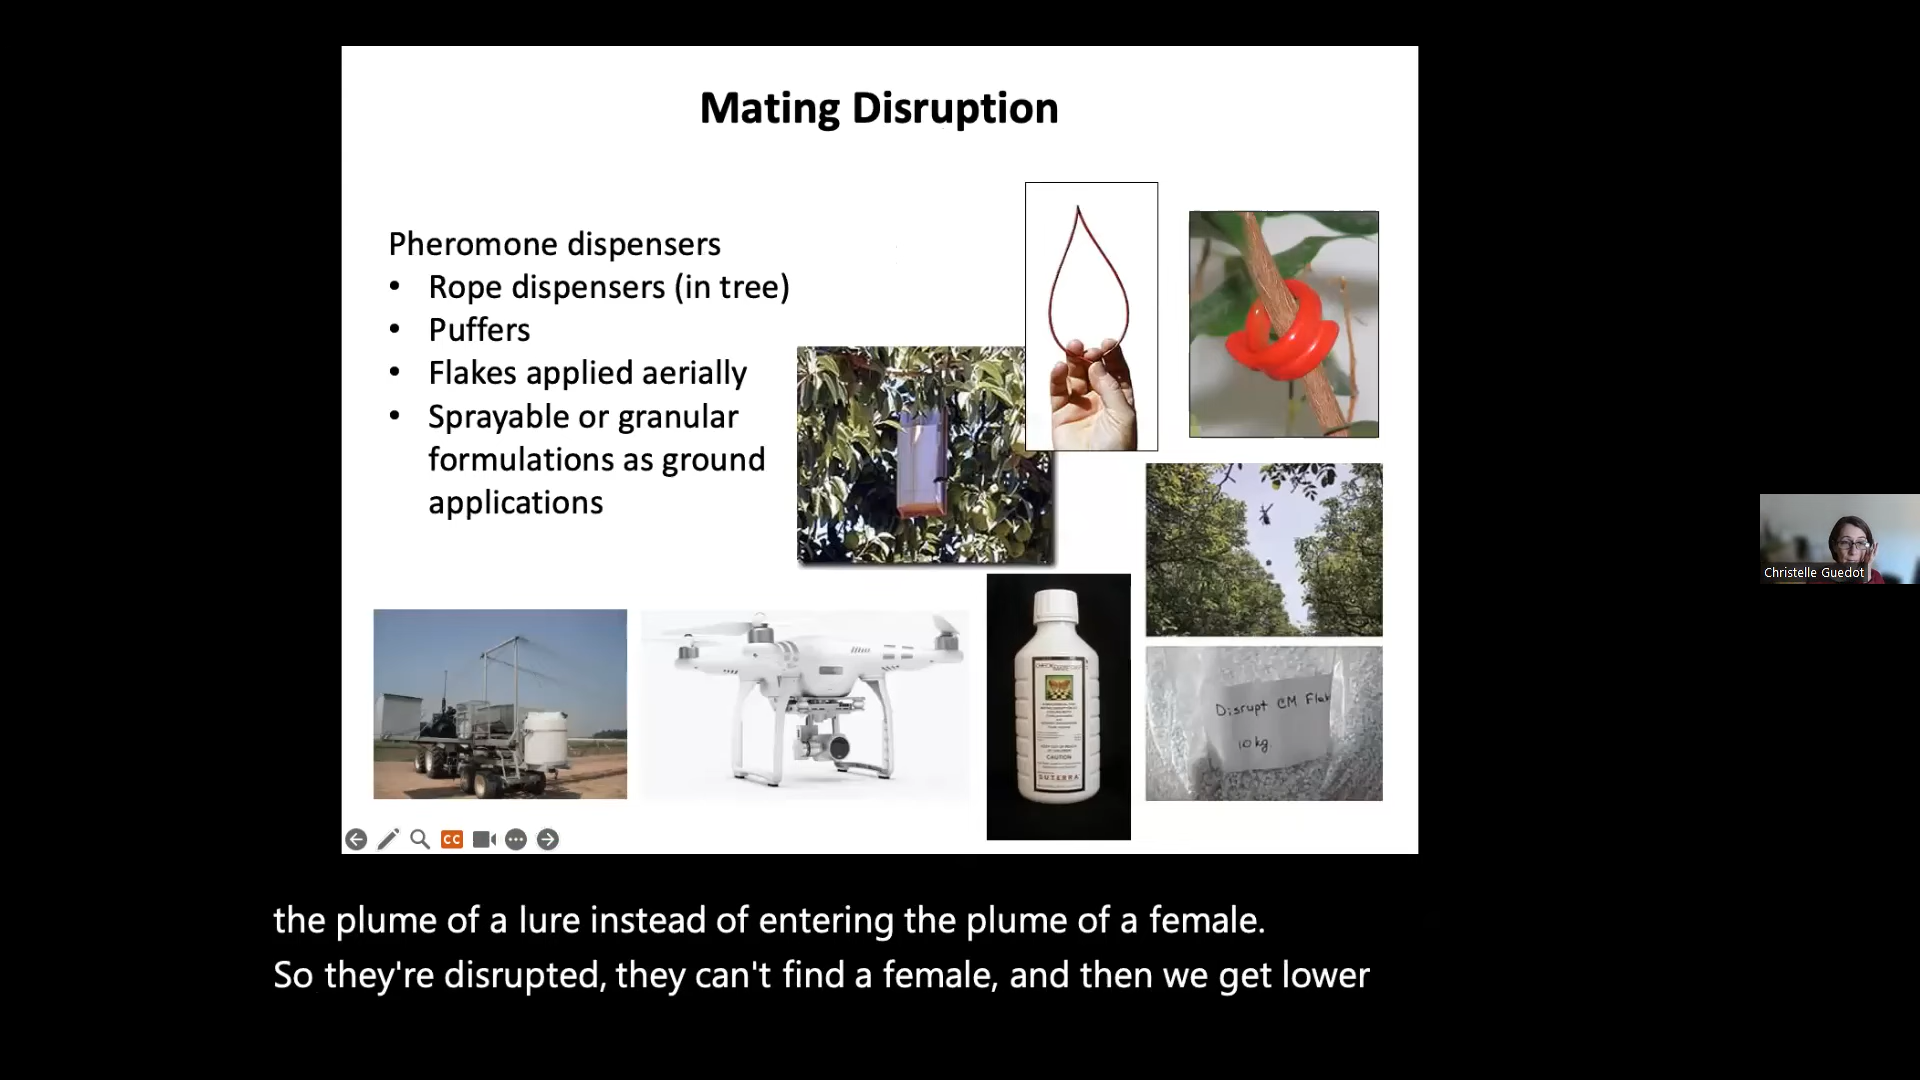 Mating Disruption
Pheromone dispensers
• Rope dispensers (in tree)
• Puffers
• Flakes applied aerially
• Sprayable or granular
formulations as ground
applications
CAUTION
SUTERRA
Disrupt CM Flak
10 kg.
CC
Christelle Guedot
the plume of a lure instead of entering the plume of a female.
So they're disrupted, they can't find a female, and then we get lower